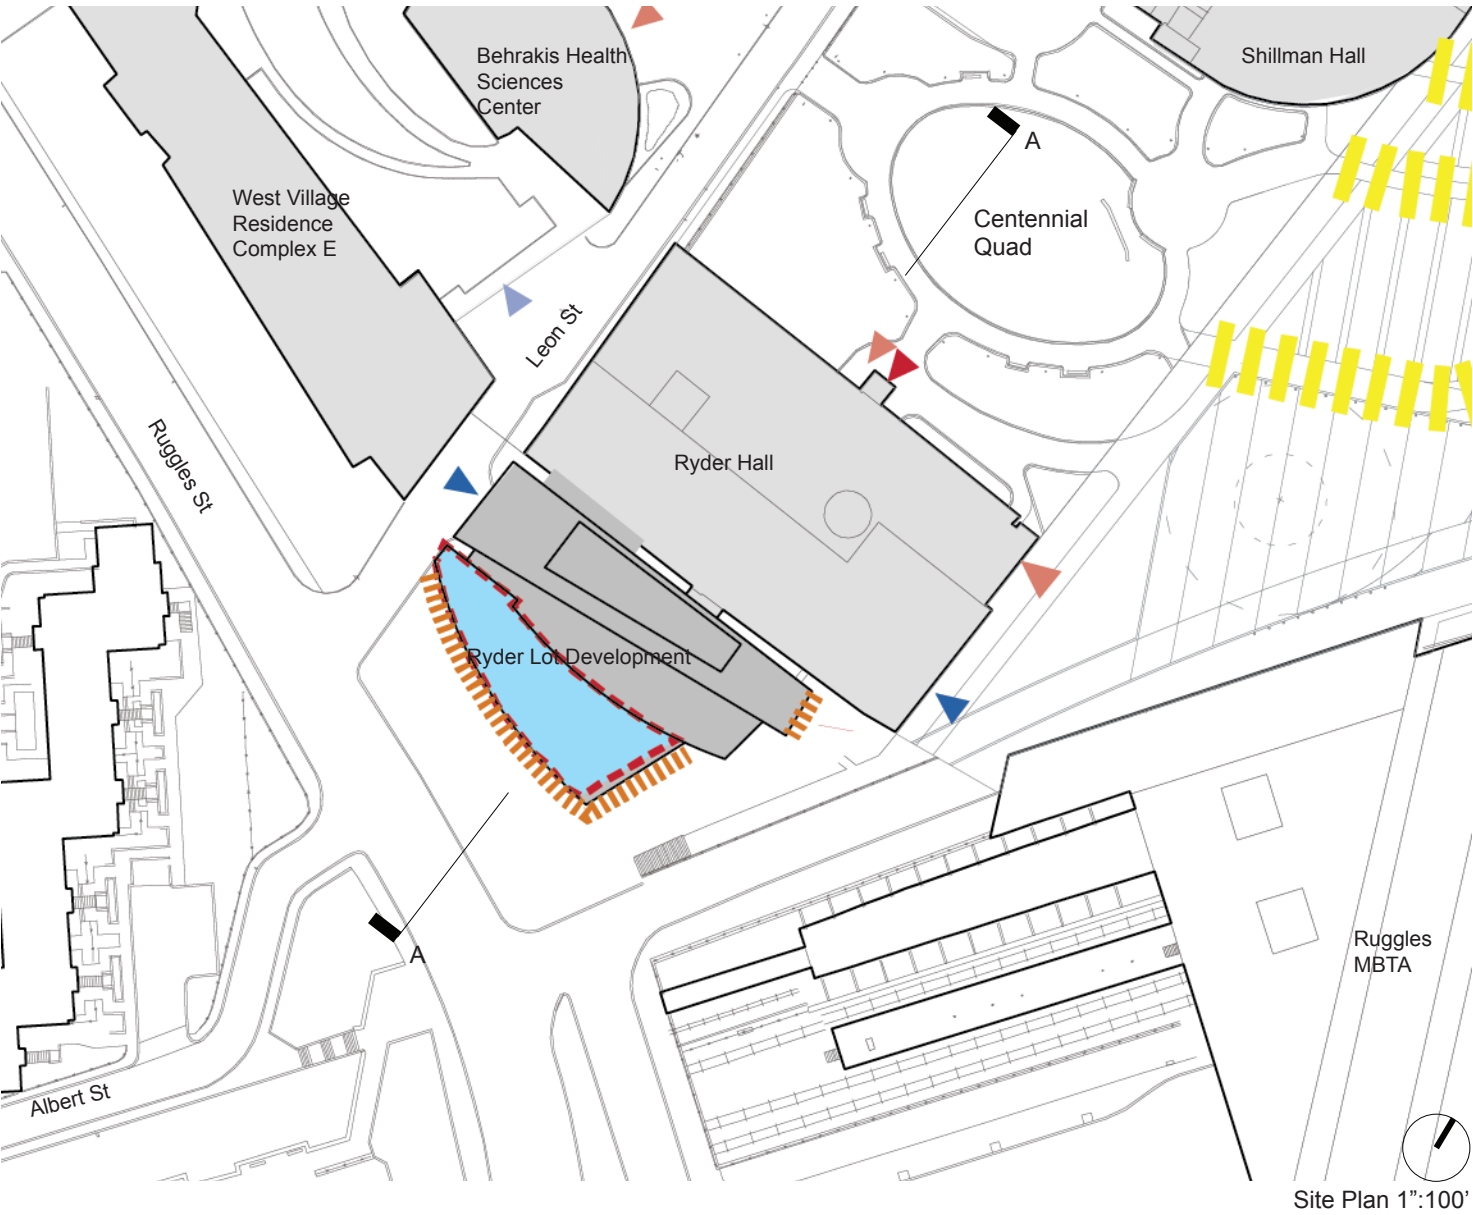 Behrakis Health
Sciences
Center
Shillman Hall
A
West Village
Residence
Complex E
Centennial
Quad
Leon St
Ruggles St
Ryder Hall
Ryder Lot Development
A
Ruggles
MBTA
Albert St
Site Plan 1”:100’